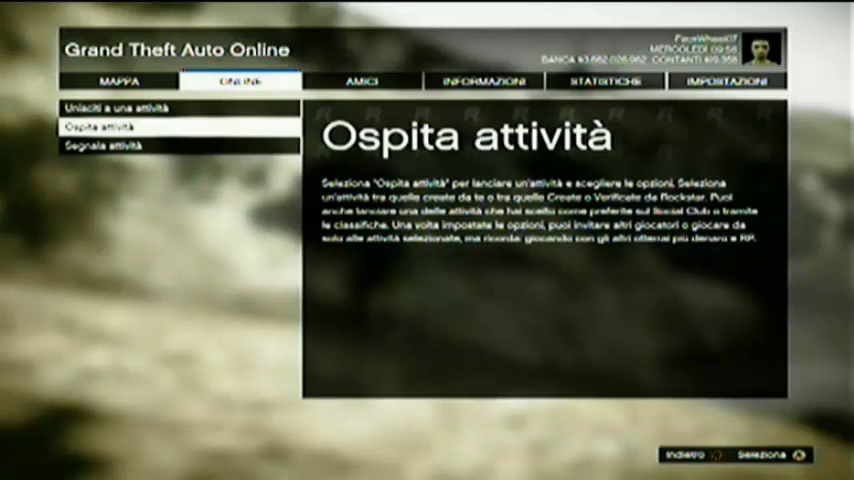 Grand Theft Auto Online
MERCOLEDÌ 09:56
MAPPA
ONLINE
AMICI
INFORMAZIONI
STATISTICHE
IMPOSTAZIONI
Unisciti a una attività
Ospita attività
Segnala attività
Ospita attività
Seleziona "Ospita attività" per lanciare un'attività e scegliere le opzioni. Seleziona
un'attività tra quelle create da te o tra quelle Create o Verificate da Rockstar. Puoi
anche lanciare una delle attività che hai scelto come preferite sul Social Club o tramite
le classifiche. Una volta impostate le opzioni, puoi invitare altri giocatori o giocare da
solo alle attività selezionate, ma ricorda: giocando con gli altri otterrai più denaro e RP.
Indietro
Seleziona